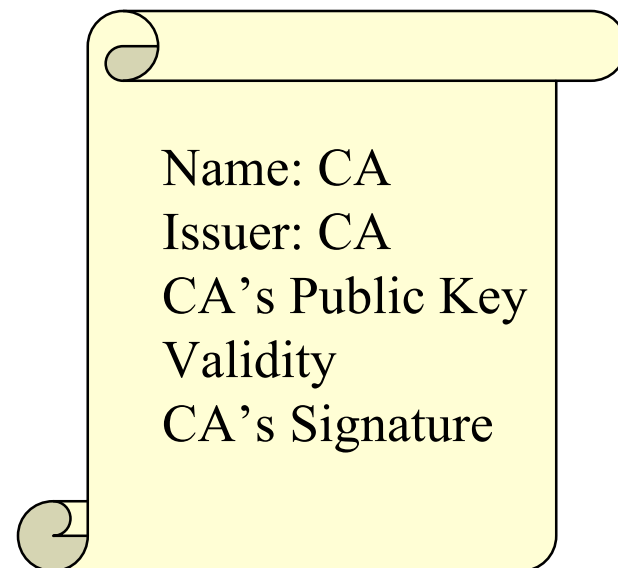 Name: CA
Issuer: CA
CA’s Public Key
Validity
CA’s Signature